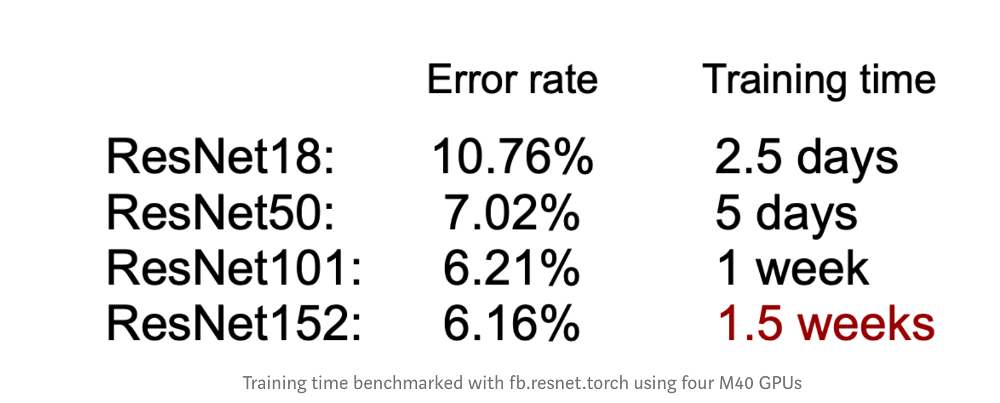 Error rate Training time
ResNet18: 10.76% 2.5 days
ResNet50: 7.02% 5 days
ResNet101: 6.21% 1 week
ResNet152: 6.16% 1.5 weeks
Training time benchmarked with fb.resnet.torch using four M40 GPUs